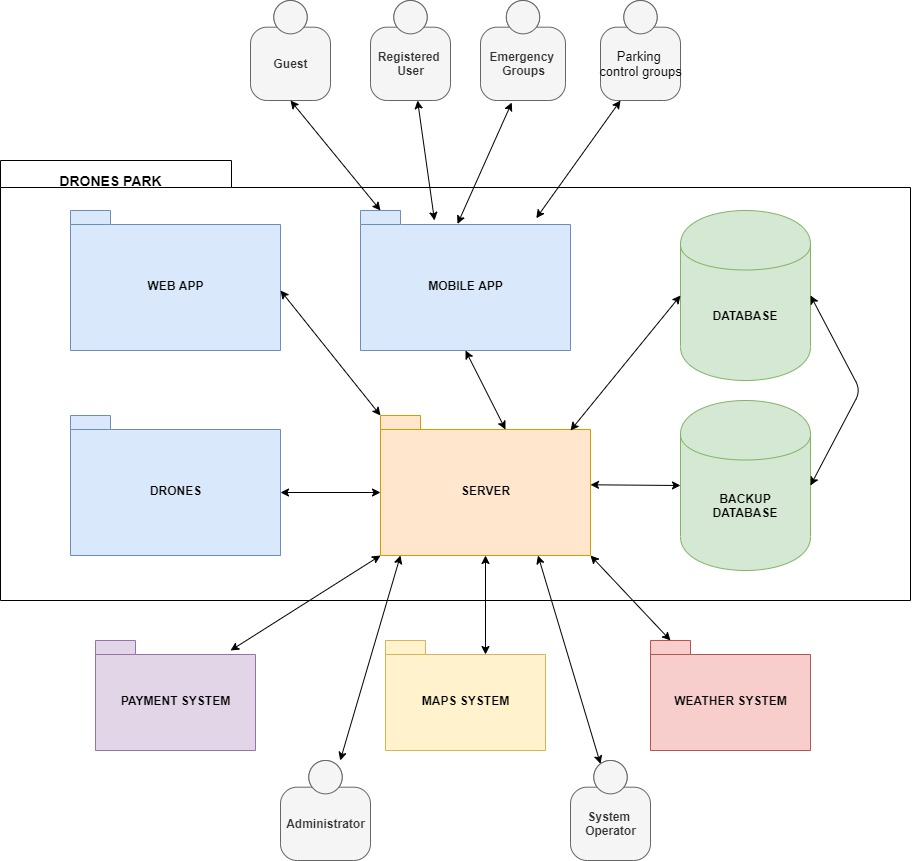 Guest
Registered
User
Emergency
Groups
Parking
control groups
DRONES PARK
WEB APP
MOBILE APP
DATABASE
DRONES
SERVER
BACKUP
DATABASE
PAYMENT SYSTEM
MAPS SYSTEM
WEATHER SYSTEM
Administrator
System
Operator